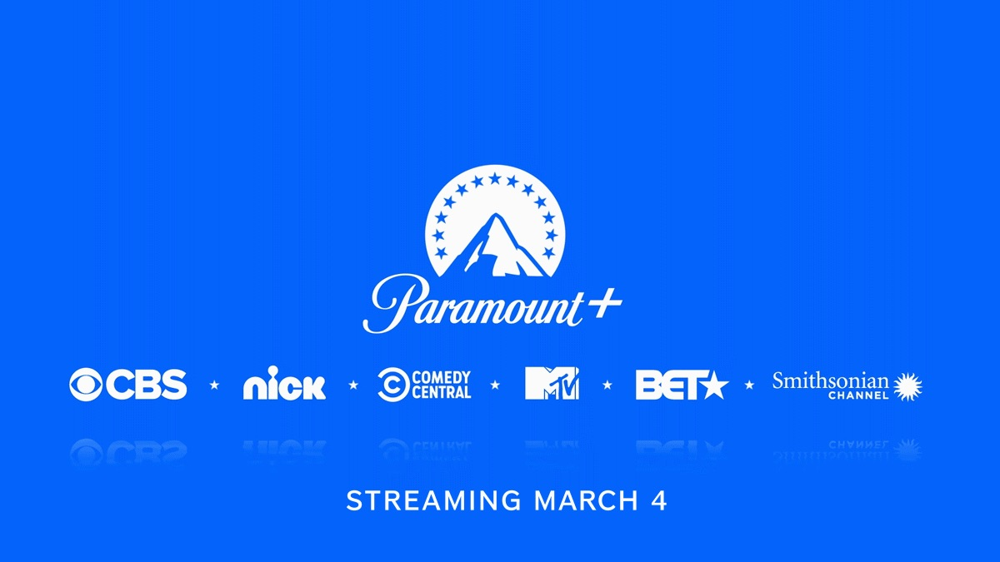 Paramount+
CBS nick COMEDY CENTRAL MTV BET Smithsonian CHANNEL
STREAMING MARCH 4